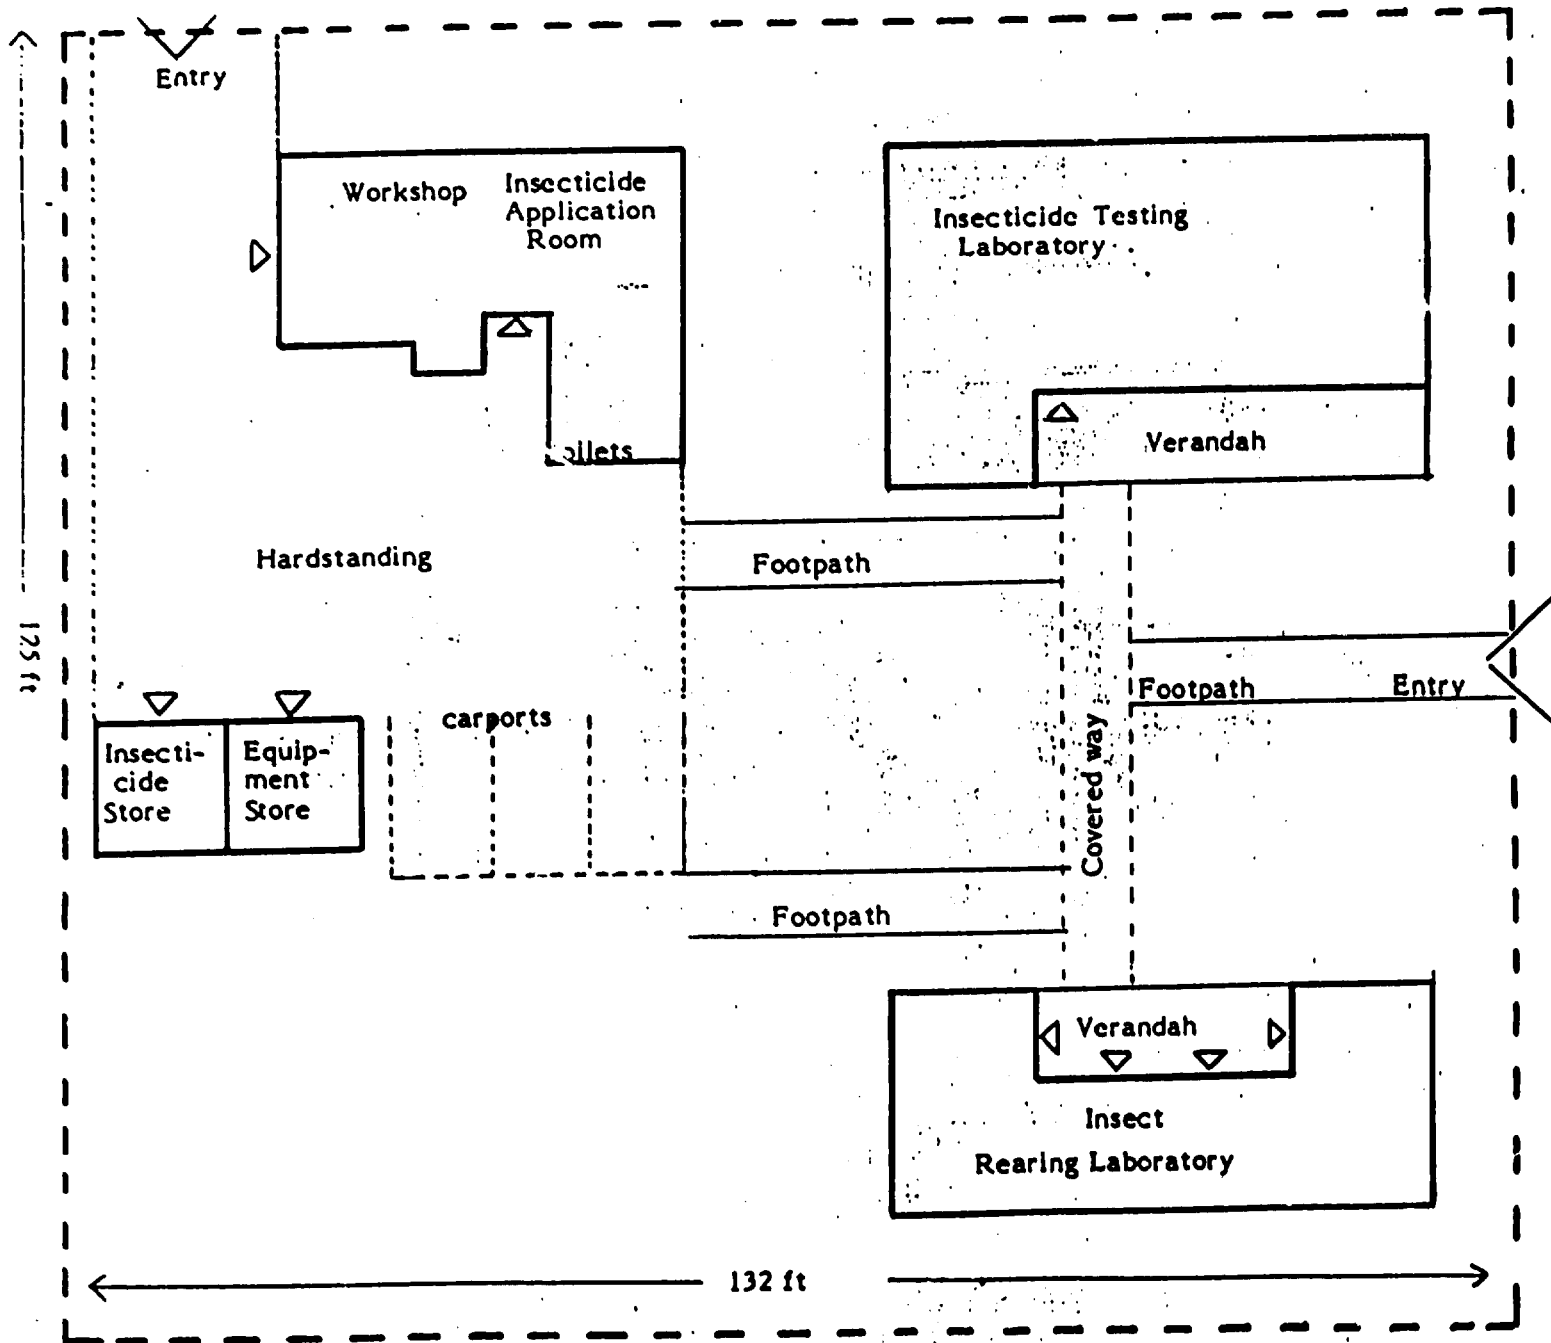 Entry
Workshop
Insecticide
Application
Room
Insecticide Testing
Laboratory
Verandah
oilets
Hardstanding
Footpath
125 ft
Footpath
Entry
carports
Insecti-
cide
Store
Equip-
ment
Store
Covered way
Footpath
Verandah
Insect
Rearing Laboratory
132 ft